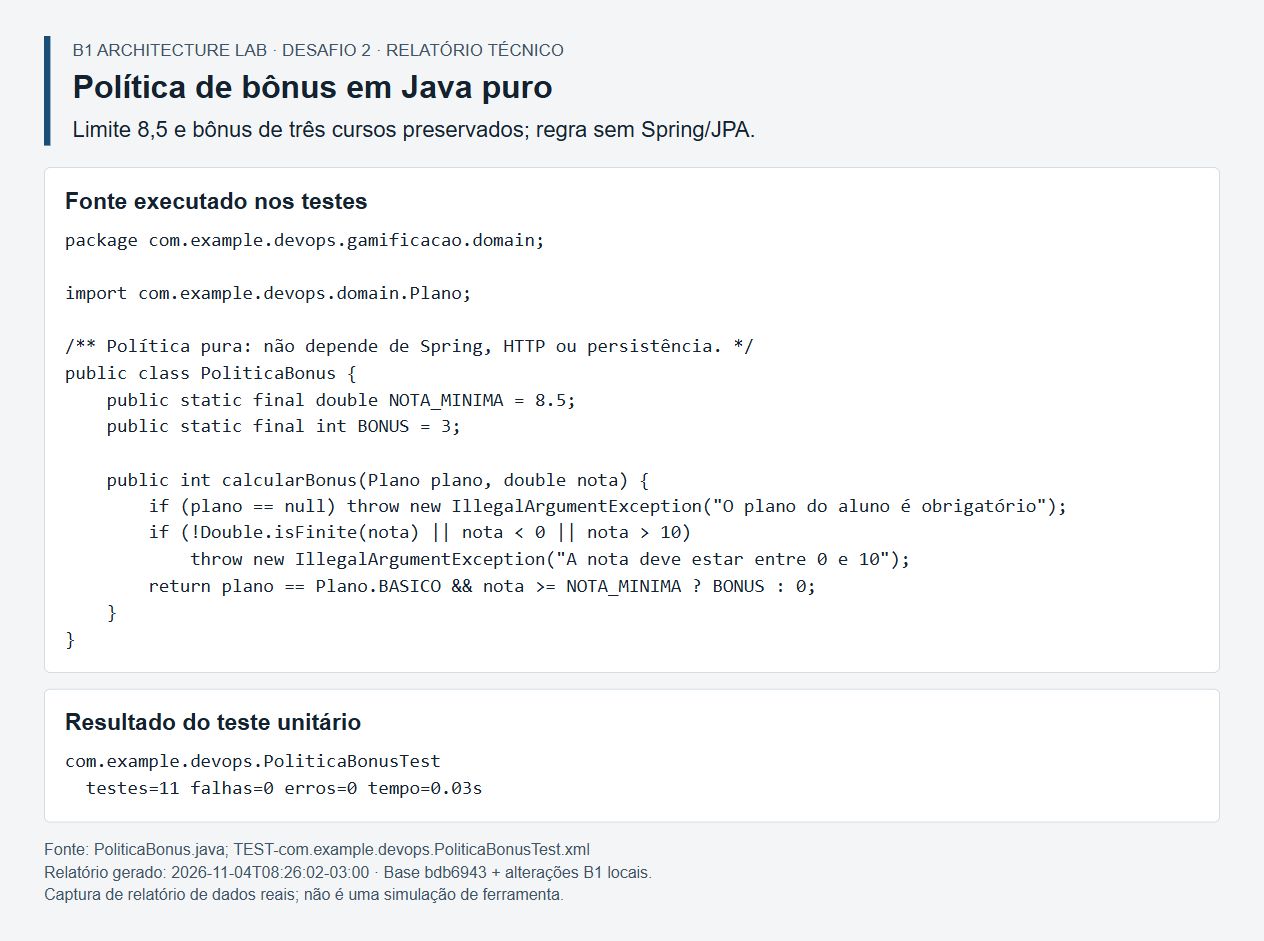 B1 ARCHITECTURE LAB · DESAFIO 2 · RELATÓRIO TÉCNICO
Política de bônus em Java puro
Limite 8,5 e bônus de três cursos preservados; regra sem Spring/JPA.
Fonte executado nos testes
package com.example.devops.gamificacao.domain;
import com.example.devops.domain.Plano;
/** Política pura: não depende de Spring, HTTP ou persistência. */
public class PoliticaBonus {
    public static final double NOTA_MINIMA = 8.5;
    public static final int BONUS = 3;
    public int calcularBonus(Plano plano, double nota) {
        if (plano == null) throw new IllegalArgumentException("O plano do aluno é obrigatório");
        if (!Double.isFinite(nota) || nota < 0 || nota > 10)
            throw new IllegalArgumentException("A nota deve estar entre 0 e 10");
        return plano == Plano.BASICO && nota >= NOTA_MINIMA ? BONUS : 0;
    }
}
Resultado do teste unitário
com.example.devops.PoliticaBonusTest
  testes=11 falhas=0 erros=0 tempo=0.03s
Fonte: PoliticaBonus.java; TEST-com.example.devops.PoliticaBonusTest.xml
Relatório gerado: 2026-11-04T08:26:02-03:00 · Base bdb6943 + alterações B1 locais.
Captura de relatório de dados reais; não é uma simulação de ferramenta.